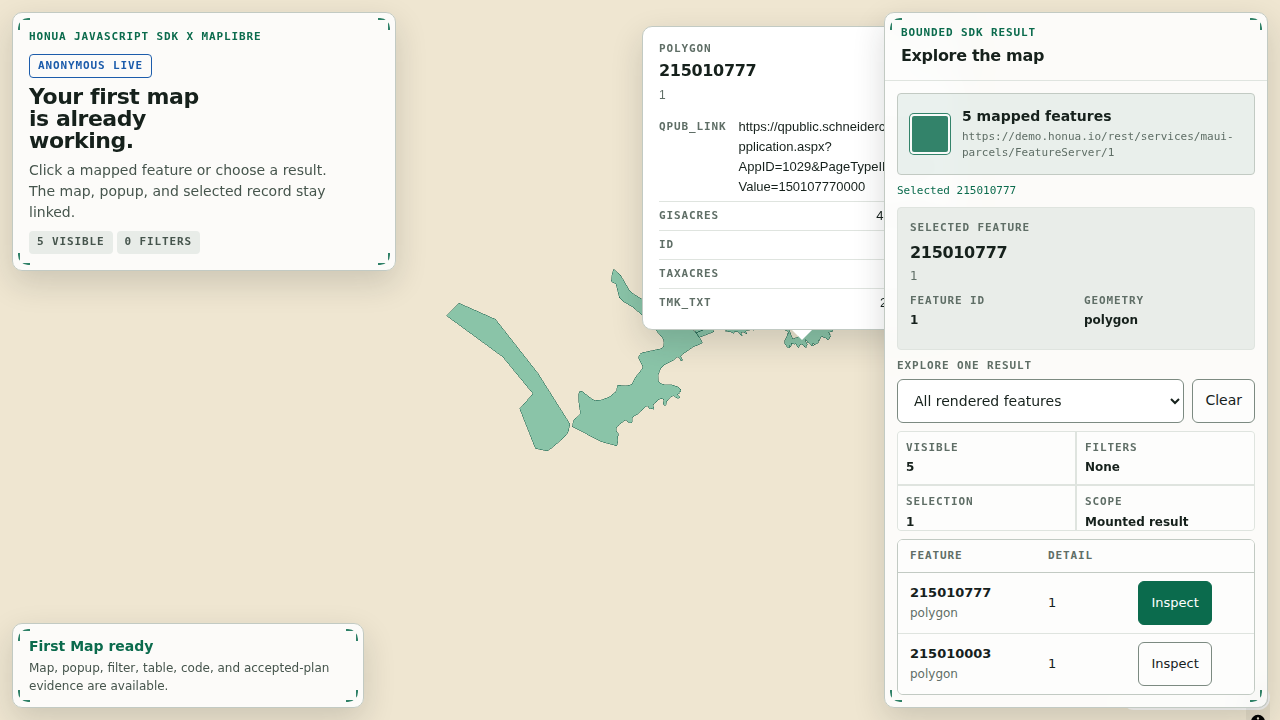 HONUA JAVASCRIPT SDK X MAPLIBRE
ANONYMOUS LIVE
Your first map
is already
working.
Click a mapped feature or choose a result.
The map, popup, and selected record stay
linked.
5 VISIBLE 0 FILTERS
POLYGON
215010777
1
QPUB_LINK https://qpublic.schneiderc
pplication.aspx?
AppID=1029&PageTypeI
Value=150107770000
GISACRES 4
ID
TAXACRES
TMK_TXT 2
BOUNDED SDK RESULT
Explore the map
5 mapped features
https://demo.honua.io/rest/services/maui-
parcels/FeatureServer/1
Selected 215010777
SELECTED FEATURE
215010777
1
FEATURE ID GEOMETRY
1 polygon
EXPLORE ONE RESULT
All rendered features Clear
VISIBLE FILTERS
5 None
SELECTION SCOPE
1 Mounted result
FEATURE DETAIL
215010777
polygon 1 Inspect
215010003
polygon 1 Inspect
First Map ready
Map, popup, filter, table, code, and accepted-plan
evidence are available.